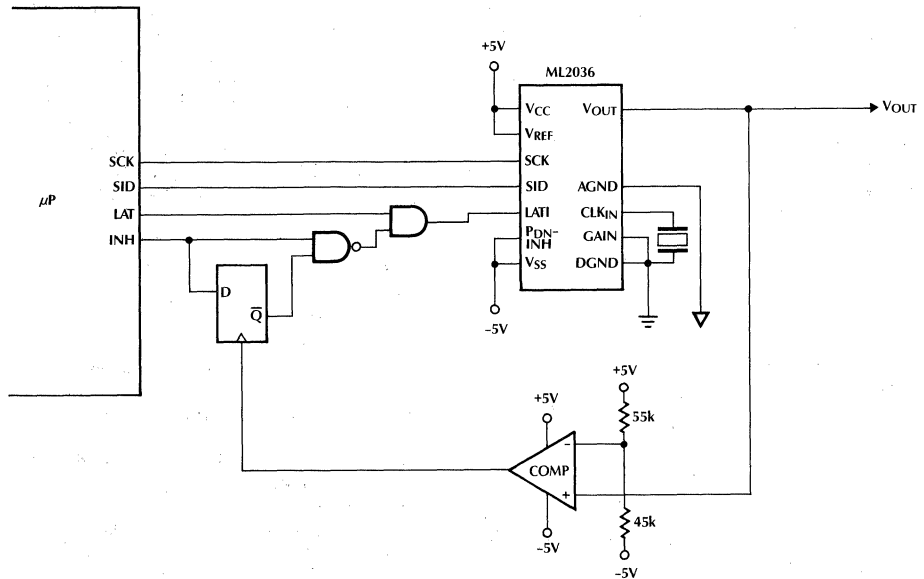 +5V
ML2036
VCC
VOUT
VOUT
VREF
SCK
SCK
μP
SID
SID
AGND
LAT
LATI
CLKIN
INH
PDN-
INH
GAIN
VSS
DGND
D
Q̅
–5V
+5V
+5V
55k
–
COMP
+
45k
–5V
–5V